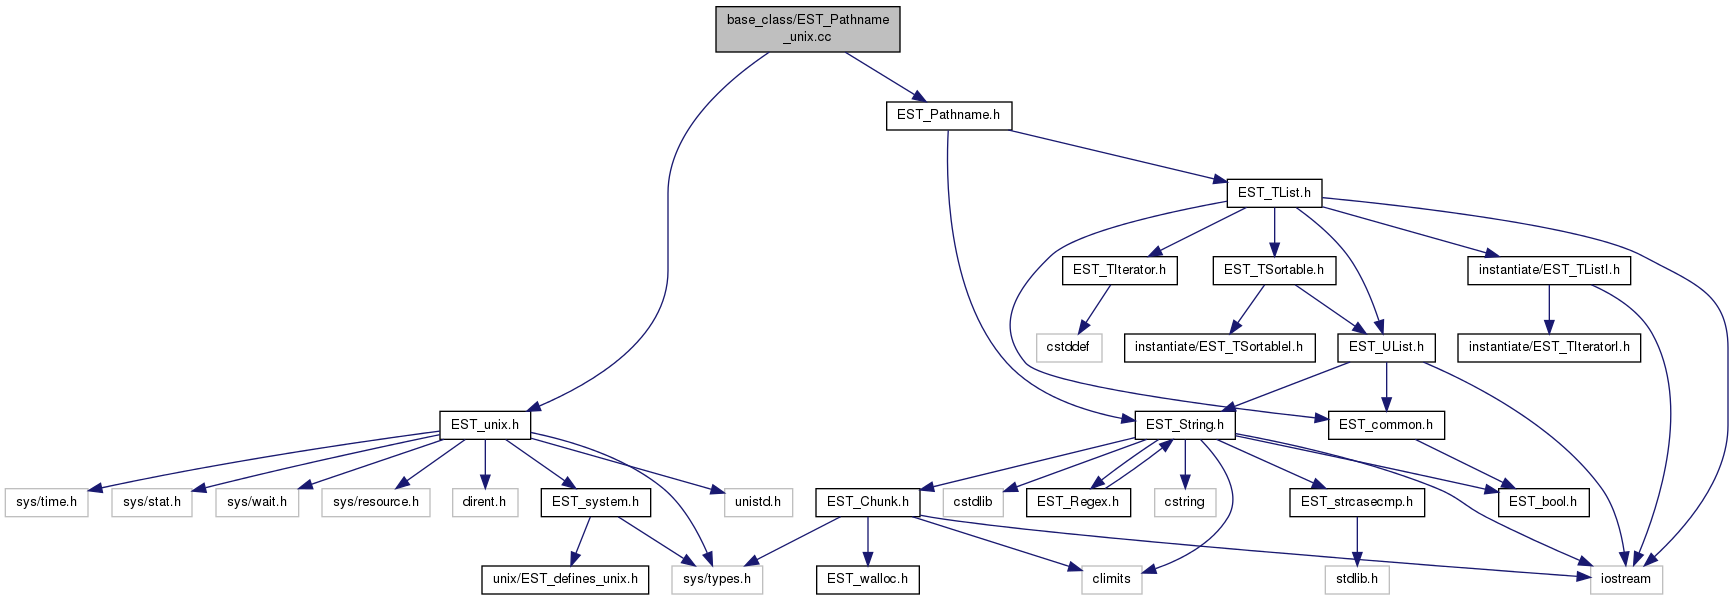 base_class/EST_Pathname
_unix.cc
EST_Pathname.h
EST_TList.h
EST_TIterator.h
EST_TSortable.h
instantiate/EST_TListI.h
cstddef
instantiate/EST_TSortableI.h
EST_UList.h
instantiate/EST_TIteratorI.h
EST_unix.h
EST_String.h
EST_common.h
sys/time.h
sys/stat.h
sys/wait.h
sys/resource.h
dirent.h
EST_system.h
unistd.h
EST_Chunk.h
cstdlib
EST_Regex.h
cstring
EST_strcasecmp.h
EST_bool.h
unix/EST_defines_unix.h
sys/types.h
EST_walloc.h
climits
stdlib.h
iostream